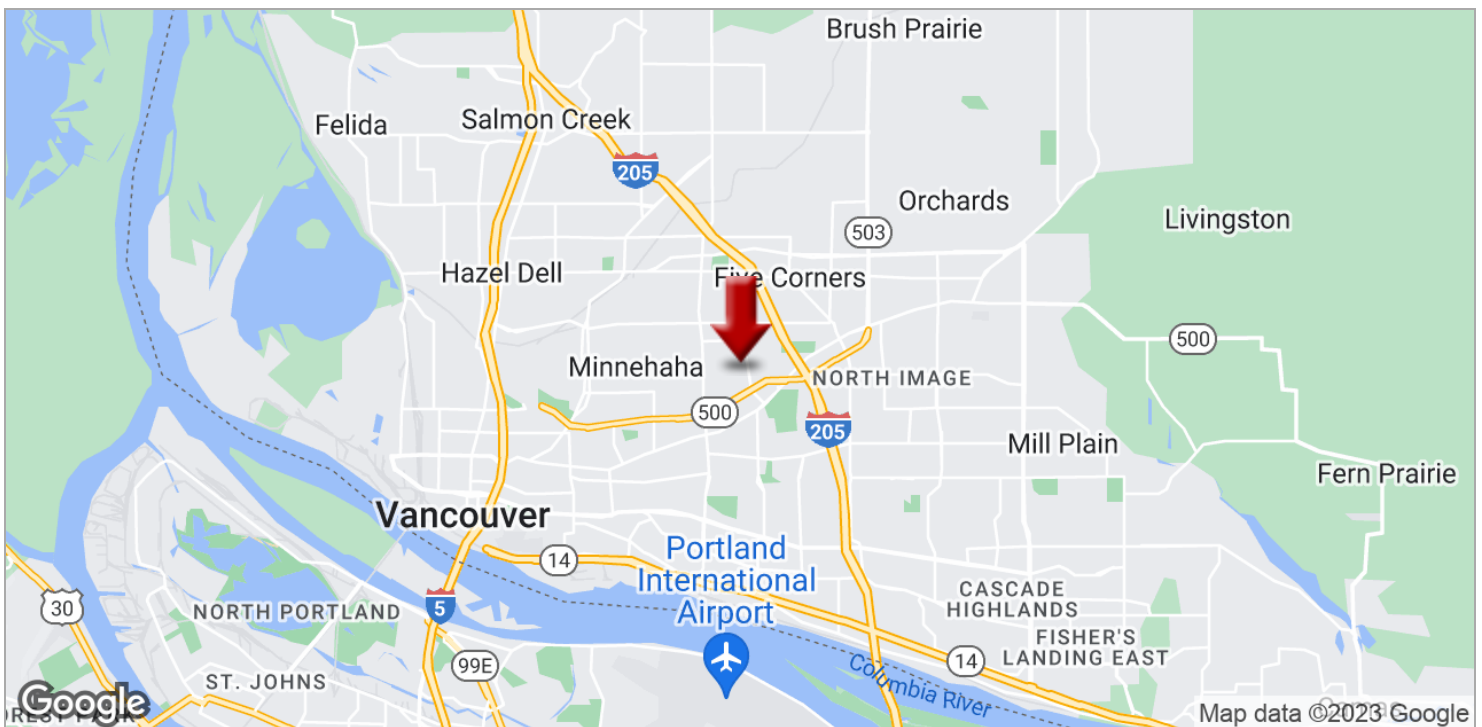 Brush Prairie
Felida
Salmon Creek
205
Orchards
Livingston
503
Hazel Dell
Five Corners
500
Minnehaha
NORTH IMAGE
500
205
Mill Plain
Fern Prairie
Vancouver
14
Portland
International
Airport
CASCADE
HIGHLANDS
30
NORTH PORTLAND
5
FISHER'S
LANDING EAST
99E
14
ST. JOHNS
Columbia River
Google
Map data ©2023 Google